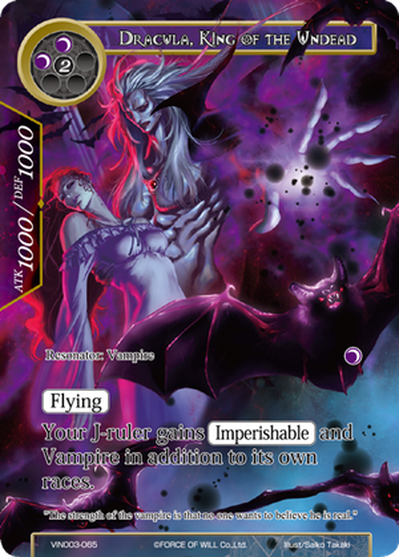 Dracula, King of the Undead
2
ATK 1000 / DEF 1000
Resonator: Vampire
Flying
Your J-ruler gains Imperishable and
Vampire in addition to its own
races.
"The strength of the vampire is that no one wants to believe he is real."
VIN003-065 ©FORCE OF WILL Co.,Ltd. Illust/Saiko Takaki